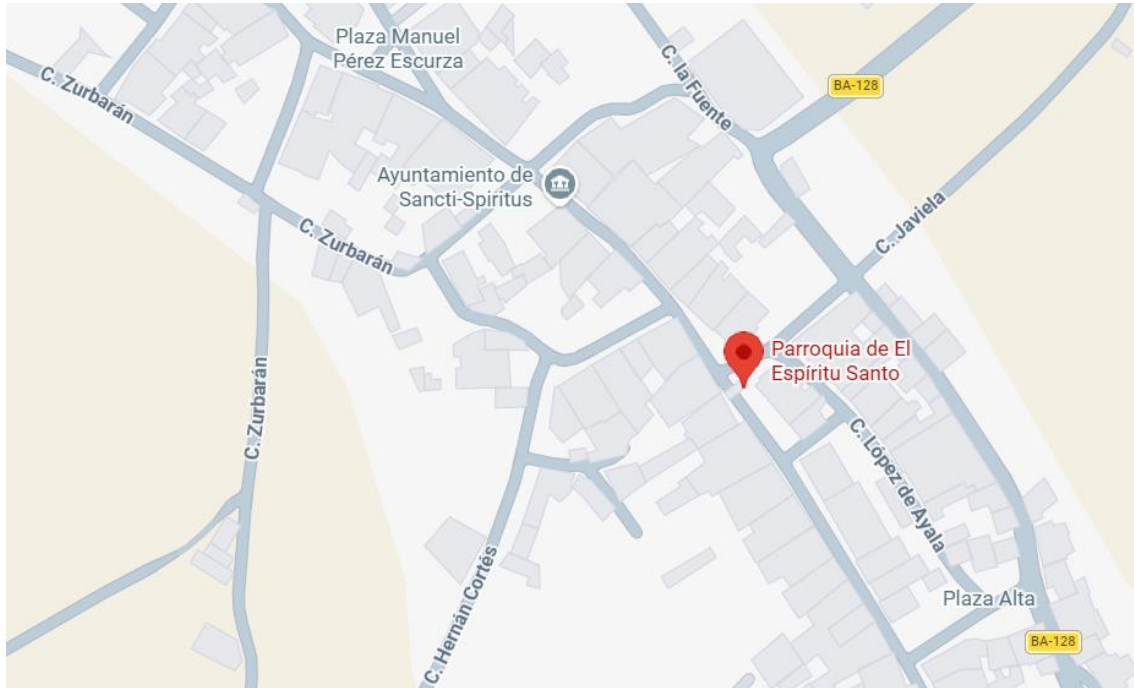 Plaza Manuel
Pérez Escurza
C. Zurbarán
C. la Fuente
BA-128
Ayuntamiento de
Sancti-Spiritus
C. Zurbarán
C. Javiela
Parroquia de El
Espíritu Santo
C. Zurbarán
C. López de Ayala
C. Hernán Cortés
Plaza Alta
BA-128